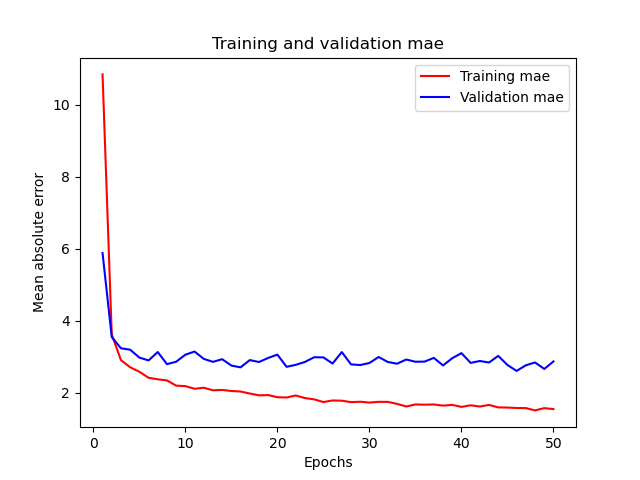 Training and validation mae
Training mae
Validation mae
Mean absolute error
10
8
6
4
2
0
10
20
30
40
50
Epochs